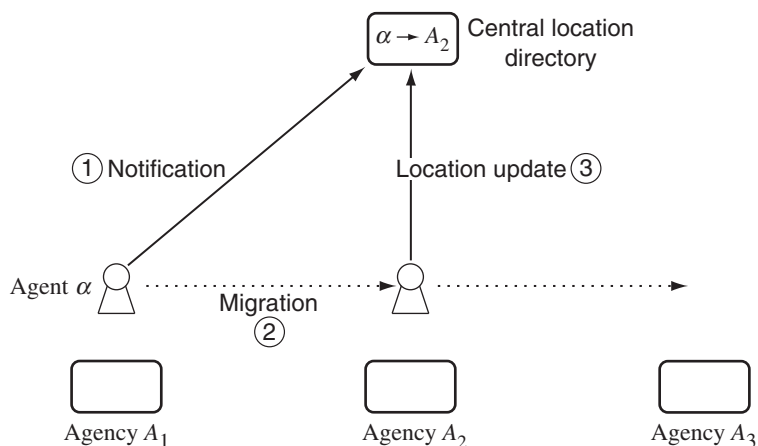 α → A₂
Central location
directory
① Notification
Location update ③
Agent α
Migration
②
Agency A₁
Agency A₂
Agency A₃